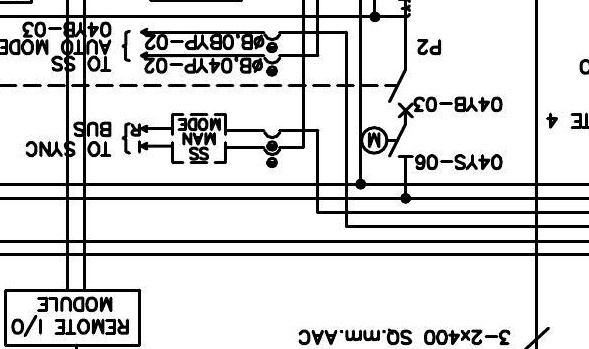 3-2x400 SQ.mm.AAC
REMOTE I/O
MODULE
04YS-06
M
SS
MAN
MODE
TO SYNC
BUS
R
TE 4
04YB-03
P2
ØB,04YP-02
ØB,0BYP-02
TO SS
AUTO MODE
04YB-03